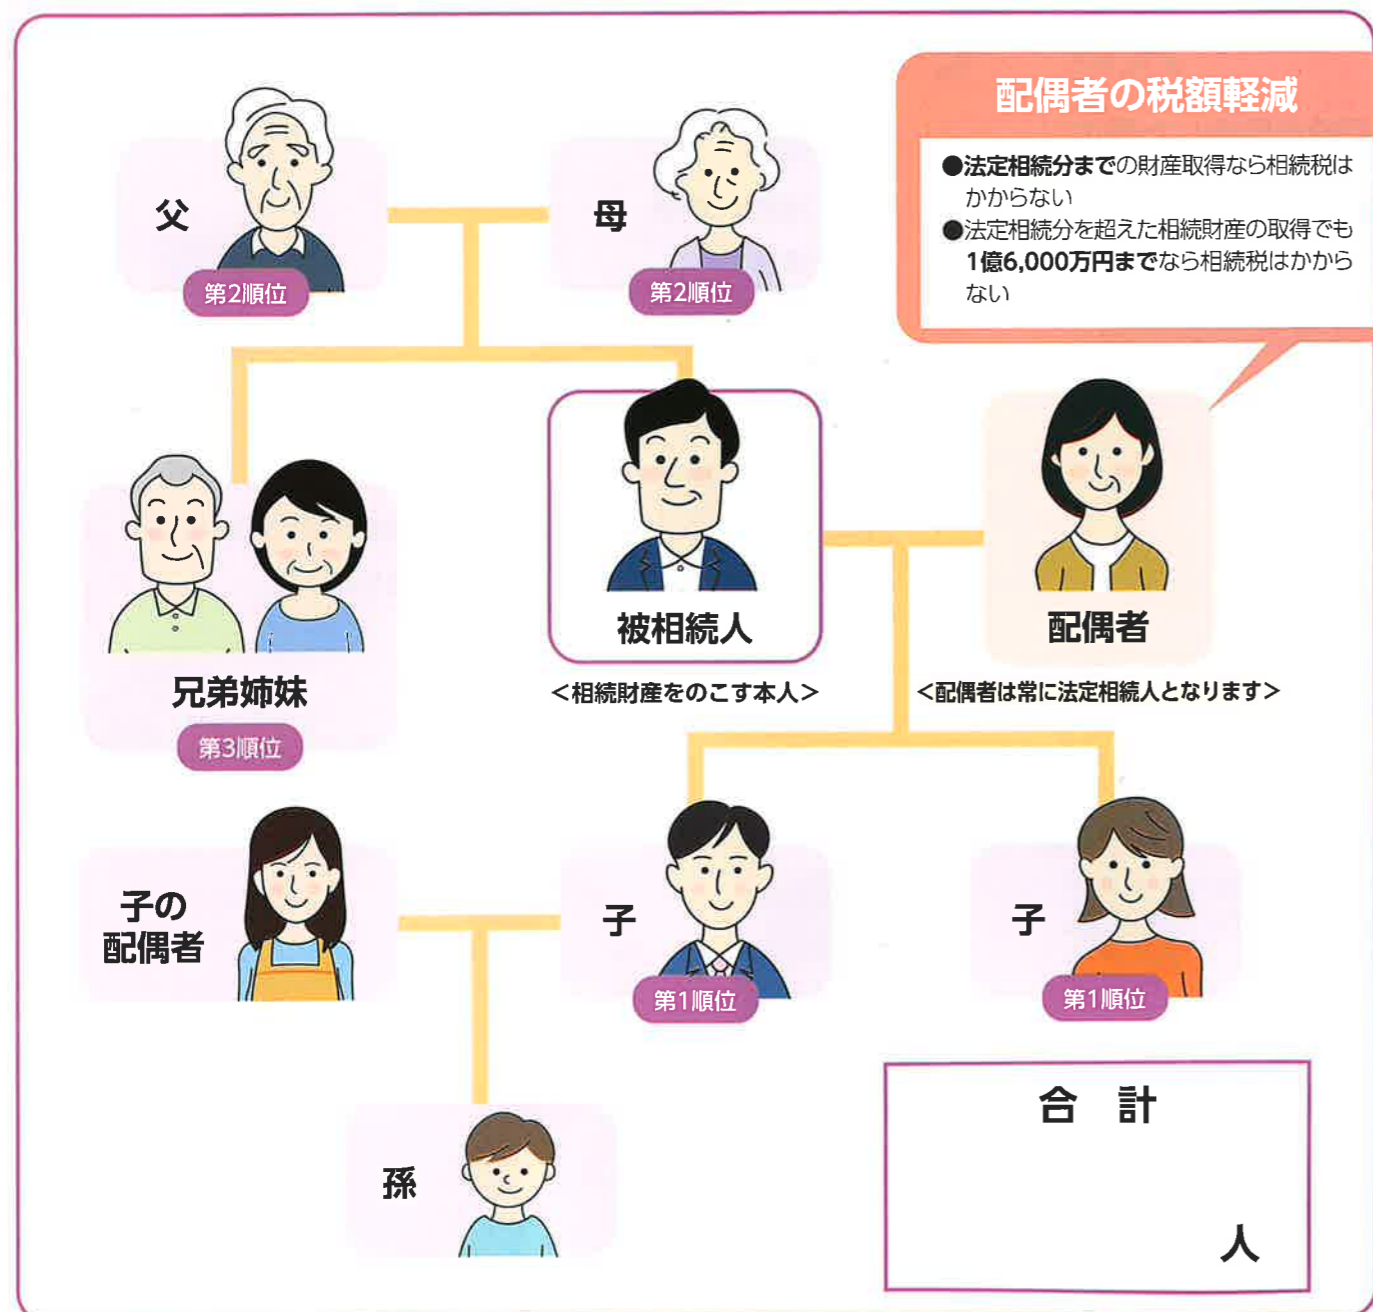 配偶者の税額軽減
●法定相続分までの財産取得なら相続税は
かからない
●法定相続分を超えた相続財産の取得でも
1億6,000万円までなら相続税はかから
ない
父
第2順位
母
第2順位
兄弟姉妹
第3順位
被相続人
<相続財産をのこす本人>
配偶者
<配偶者は常に法定相続人となります>
子の
配偶者
子
第1順位
子
第1順位
孫
合 計
人